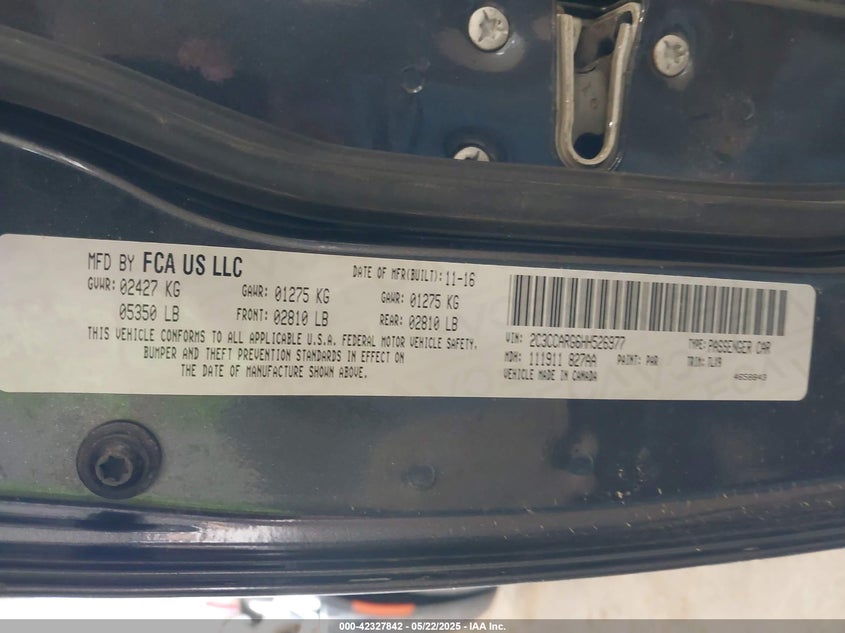 MFD BY FCA US LLC
DATE OF MFR(BUILT): 11-16
GVWR: 02427 KG
GAWR: 01275 KG
GAWR: 01275 KG
05350 LB
FRONT: 02810 LB
REAR: 02810 LB
THIS VEHICLE CONFORMS TO ALL APPLICABLE U.S.A. FEDERAL MOTOR VEHICLE SAFETY,
BUMPER AND THEFT PREVENTION STANDARDS IN EFFECT ON
THE DATE OF MANUFACTURE SHOWN ABOVE.
VIN: 2C3CCARG6HH526977
TYPE: PASSENGER CAR
MDH: 111911 827AA
PAINT: PAR
TRIM: TLX9
VEHICLE MADE IN CANADA
4658843
000-42327842 - 05/22/2025 - IAA Inc.